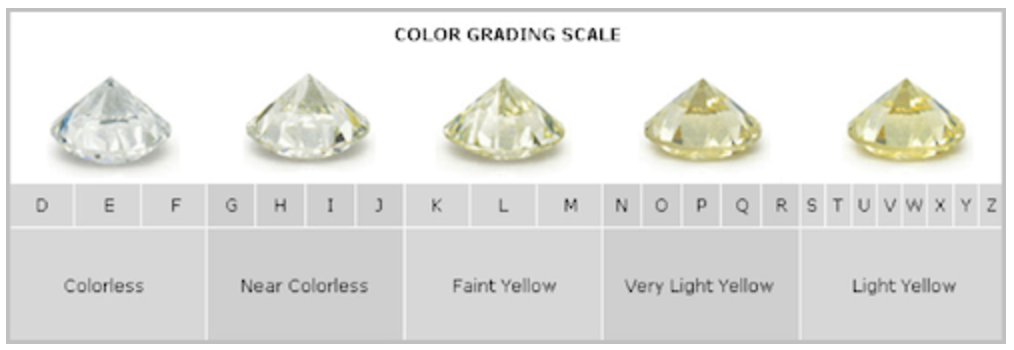 COLOR GRADING SCALE
D E F G H I J K L M N O P Q R S T U V W X Y Z
Colorless Near Colorless Faint Yellow Very Light Yellow Light Yellow